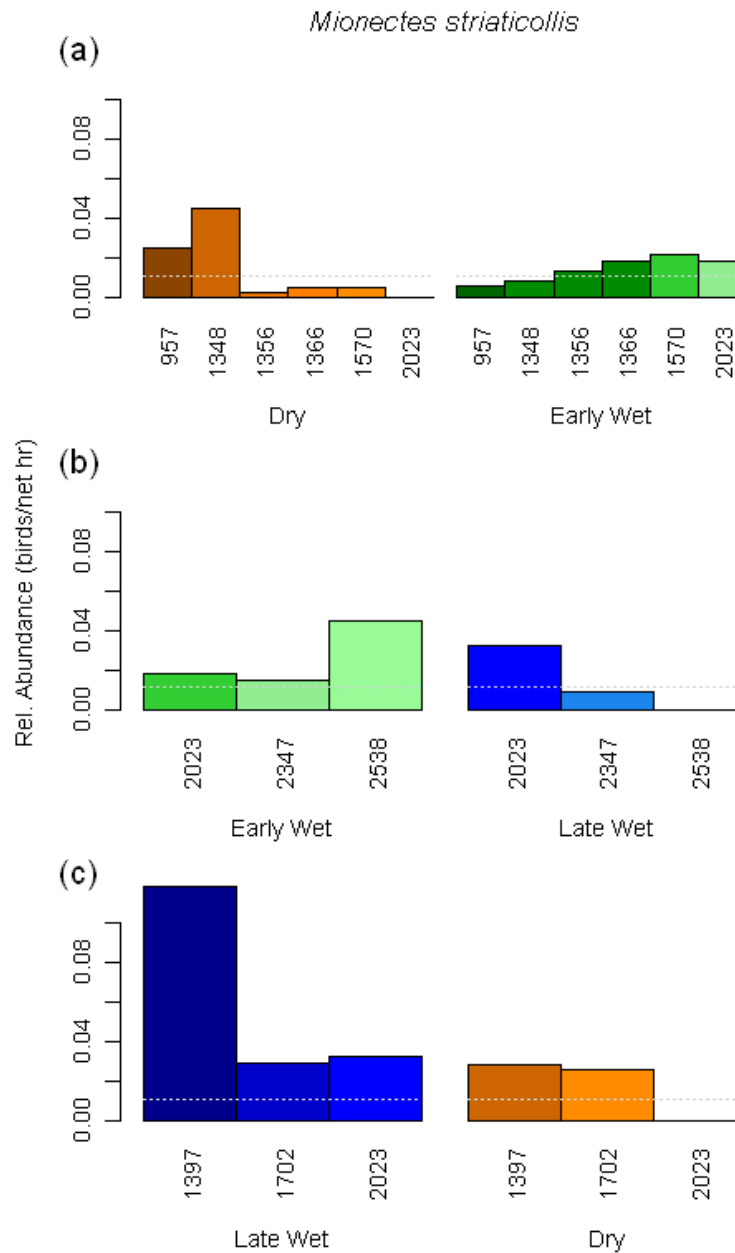 Mionectes striaticollis
(a)
0.08
0.04
0.00
957 1348 1356 1366 1570 2023 957 1348 1356 1366 1570 2023
Dry Early Wet
Rel. Abundance (birds/net hr)
(b)
0.08
0.04
0.00
2023 2347 2538 2023 2347 2538
Early Wet Late Wet
(c)
0.08
0.04
0.00
1397 1702 2023 1397 1702 2023
Late Wet Dry